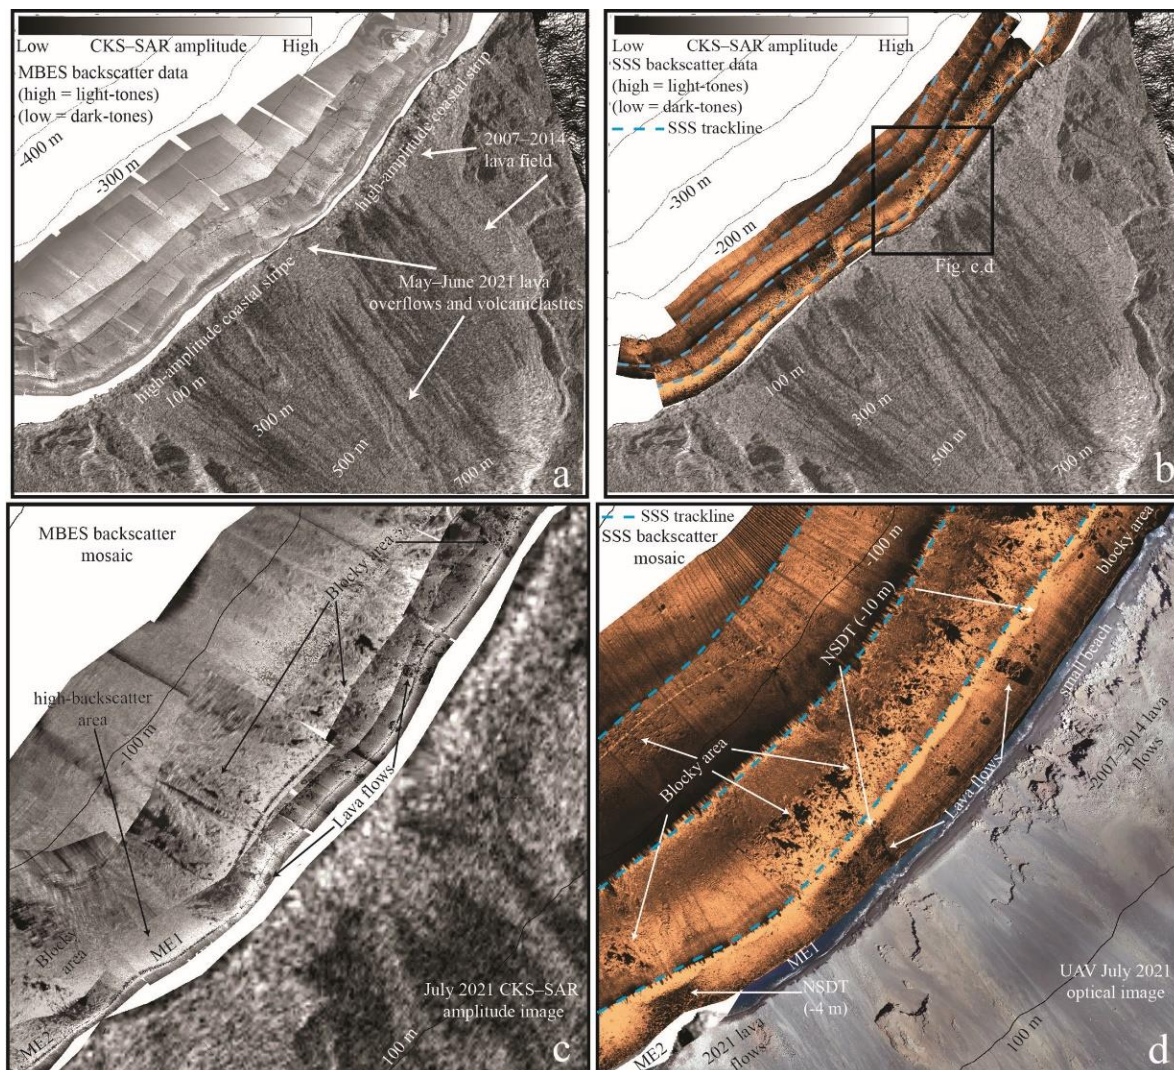 Low CKS–SAR amplitude High
MBES backscatter data
(high = light-tones)
(low = dark-tones)
-400 m
-300 m
high-amplitude coastal strip
2007–2014
lava field
high-amplitude coastal stripe
May–June 2021 lava
overflows and volcaniclastics
100 m
300 m
500 m
700 m
a
Low CKS–SAR amplitude High
SSS backscatter data
(high = light-tones)
(low = dark-tones)
SSS trackline
-300 m
-200 m
Fig. c,d
100 m
300 m
500 m
700 m
b
MBES backscatter
mosaic
Blocky area
high-backscatter
area
100 m
Lava flows
ME1
Blocky
area
ME2
July 2021 CKS–SAR
amplitude image
100 m
c
SSS trackline
SSS backscatter
mosaic
-100 m
NSDT (-10 m)
blocky area
small beach
Blocky area
2007–2014 lava
flows
Lava flows
ME1
NSDT
(-4 m)
UAV July 2021
optical image
ME2
2021 lava
flows
100 m
d